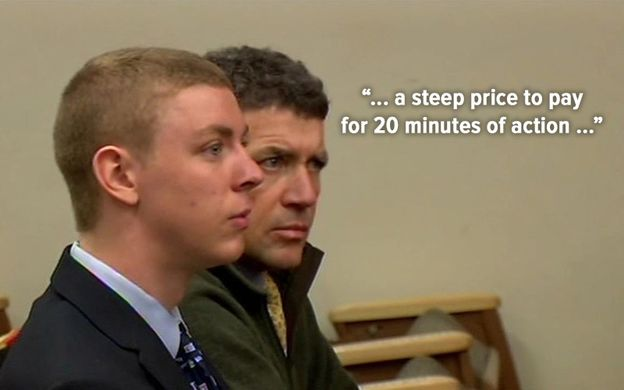 “... a steep price to pay
for 20 minutes of action ...”